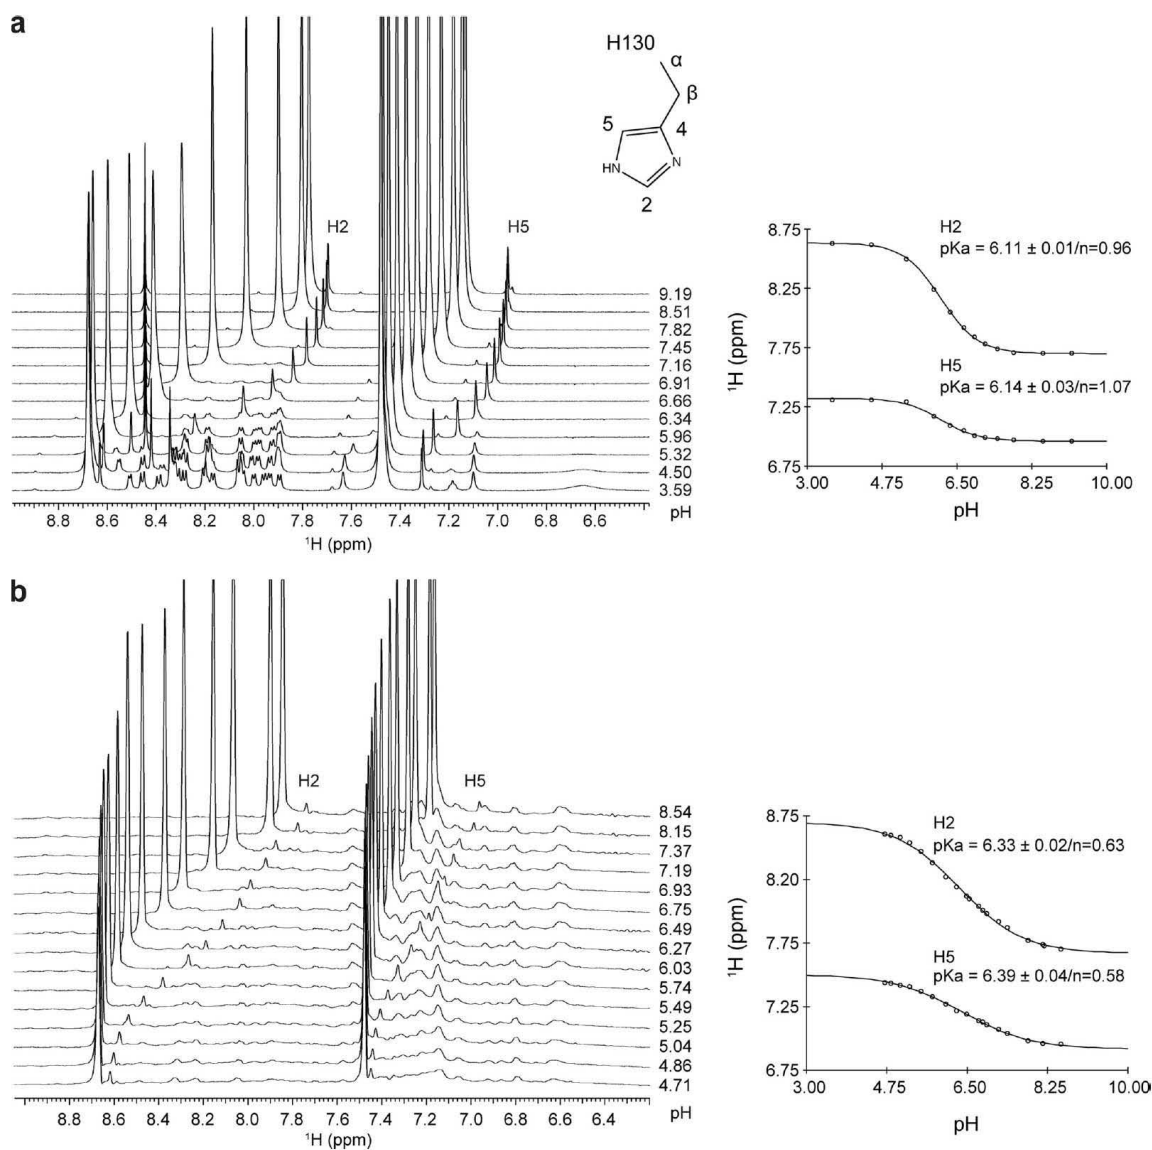 a
H130
α
β
5
4
HN
N
2
H2
H5
9.19
8.51
7.82
7.45
7.16
6.91
6.66
6.34
5.96
5.32
4.50
3.59
pH
8.8 8.6 8.4 8.2 8.0 7.8 7.6 7.4 7.2 7.0 6.8 6.6
¹H (ppm)
8.75
8.25
7.75
7.25
6.75
¹H (ppm)
H2
pKa = 6.11 ± 0.01/n=0.96
H5
pKa = 6.14 ± 0.03/n=1.07
3.00 4.75 6.50 8.25 10.00
pH
b
H2
H5
8.54
8.15
7.37
7.19
6.93
6.75
6.49
6.27
6.03
5.74
5.49
5.25
5.04
4.86
4.71
pH
8.8 8.6 8.4 8.2 8.0 7.8 7.6 7.4 7.2 7.0 6.8 6.6 6.4
¹H (ppm)
8.75
8.20
7.75
7.25
6.75
¹H (ppm)
H2
pKa = 6.33 ± 0.02/n=0.63
H5
pKa = 6.39 ± 0.04/n=0.58
3.00 4.75 6.50 8.25 10.00
pH